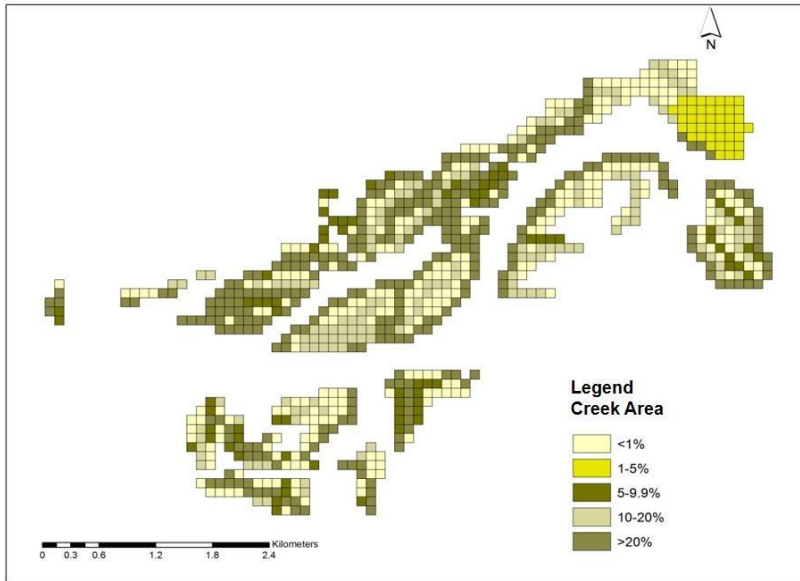 N
Legend
Creek Area
<1%
1-5%
5-9.9%
10-20%
>20%
Kilometers
0 0.3 0.6 1.2 1.8 2.4